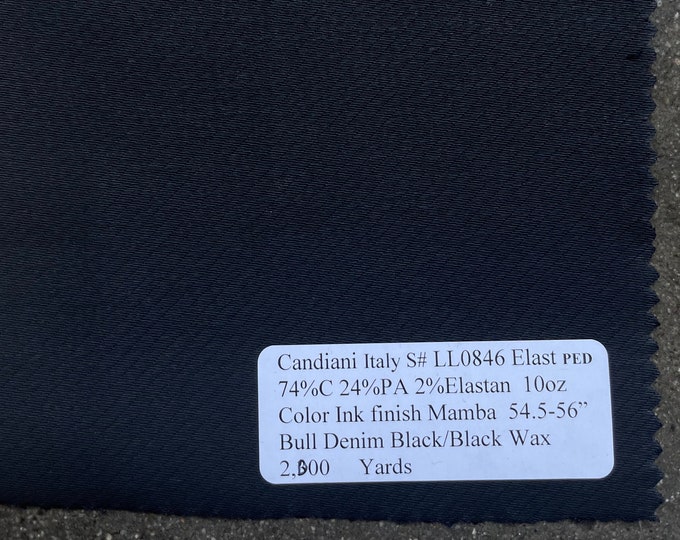 Candiani Italy S# LL0846 Elast PED
74%C 24%PA 2%Elastan 10oz
Color Ink finish Mamba 54.5-56”
Bull Denim Black/Black Wax
Yards